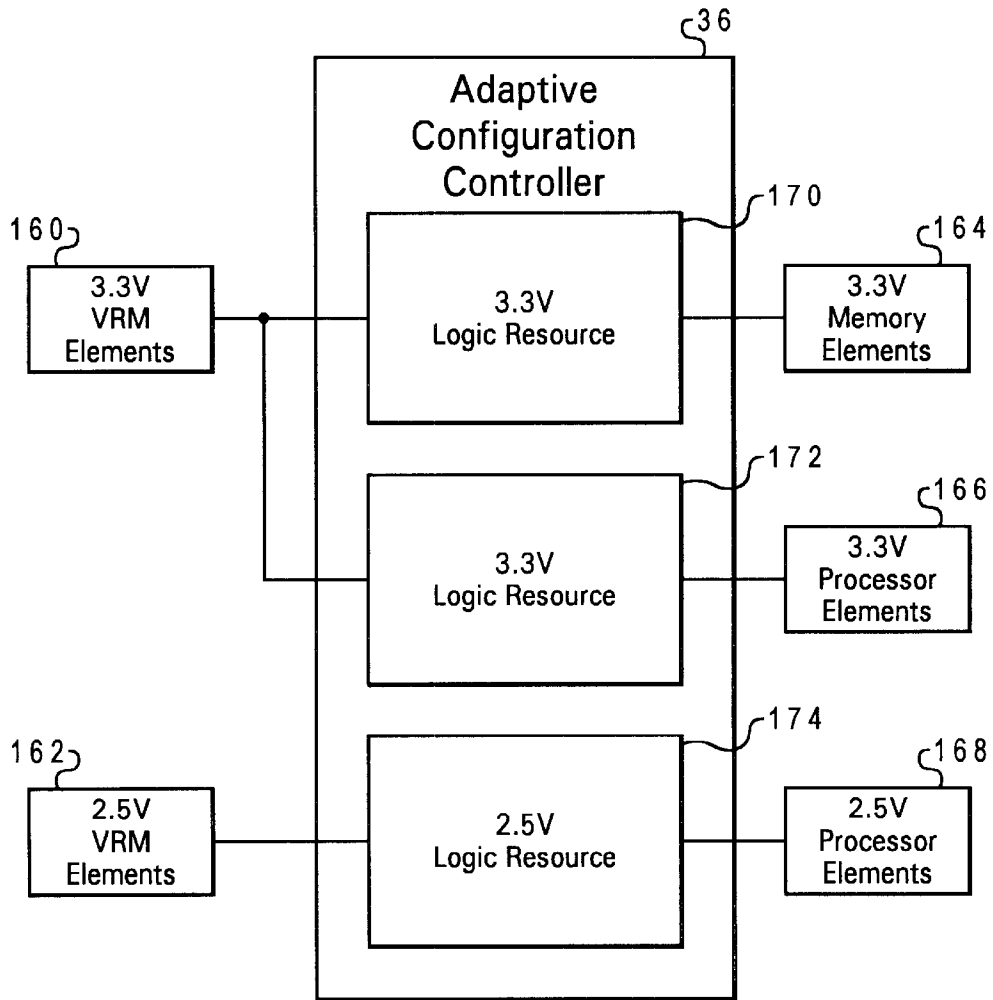 36
Adaptive
Configuration
Controller
170
160
164
3.3V
VRM
Elements
3.3V
Logic Resource
3.3V
Memory
Elements
172
166
3.3V
Logic Resource
3.3V
Processor
Elements
174
162
168
2.5V
VRM
Elements
2.5V
Logic Resource
2.5V
Processor
Elements